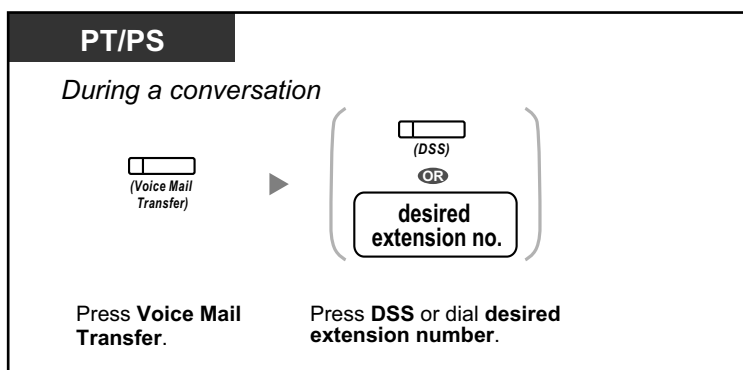 PT/PS
During a conversation
(Voice Mail
Transfer)
(DSS)
OR
desired
extension no.
Press Voice Mail
Transfer.
Press DSS or dial desired
extension number.